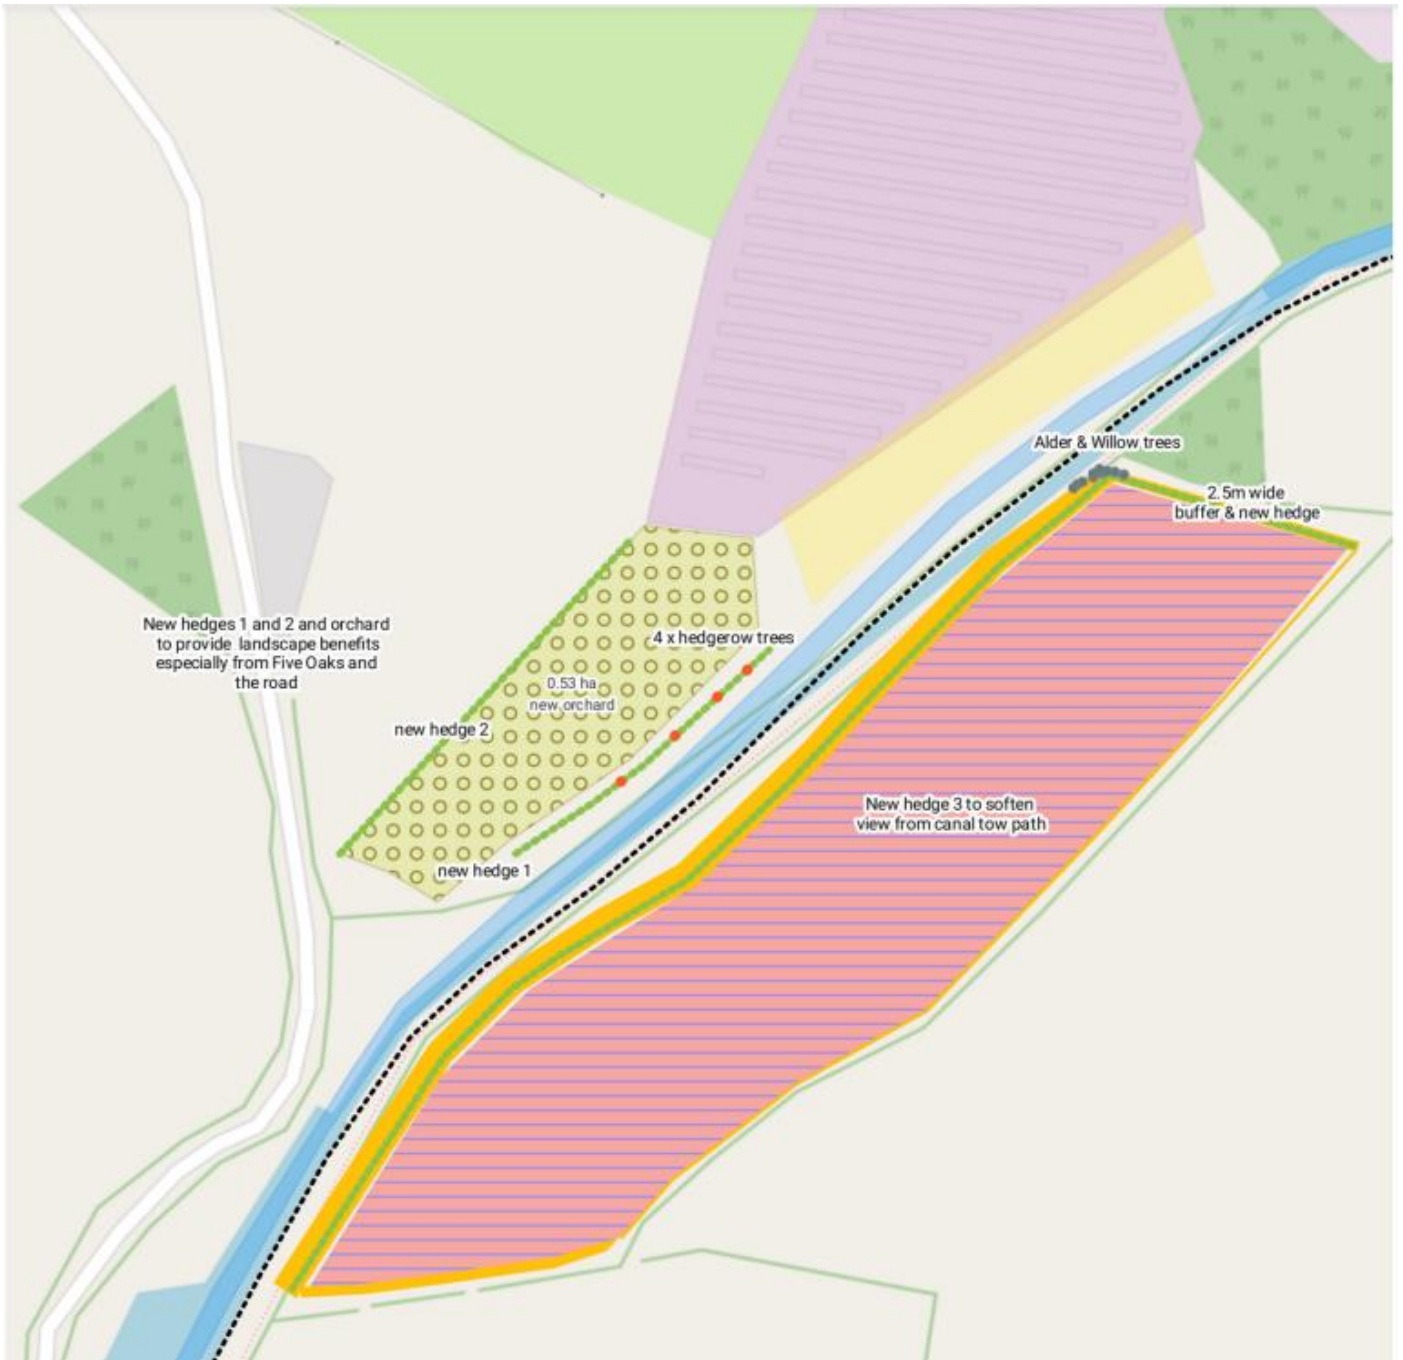 Alder & Willow trees
2.5m wide
buffer & new hedge
New hedges 1 and 2 and orchard
to provide landscape benefits
especially from Five Oaks and
the road
4 x hedgerow trees
0.53 ha
new orchard
new hedge 2
New hedge 3 to soften
view from canal tow path
new hedge 1